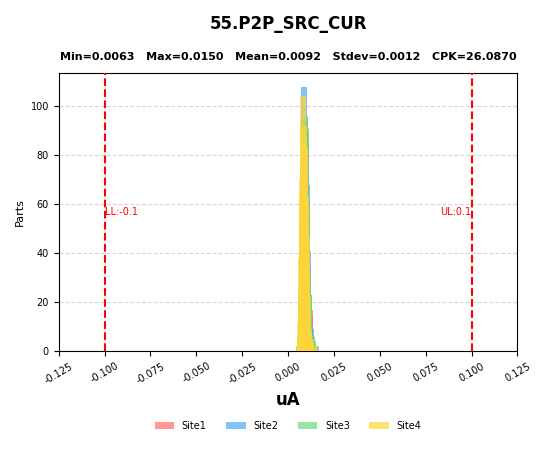 55.P2P_SRC_CUR
Min=0.0063 Max=0.0150 Mean=0.0092 Stdev=0.0012 CPK=26.0870
100
80
60
40
20
0
Parts
LL:-0.1
UL:0.1
-0.125 -0.100 -0.075 -0.050 -0.025 0.000 0.025 0.050 0.075 0.100 0.125
uA
Site1 Site2 Site3 Site4